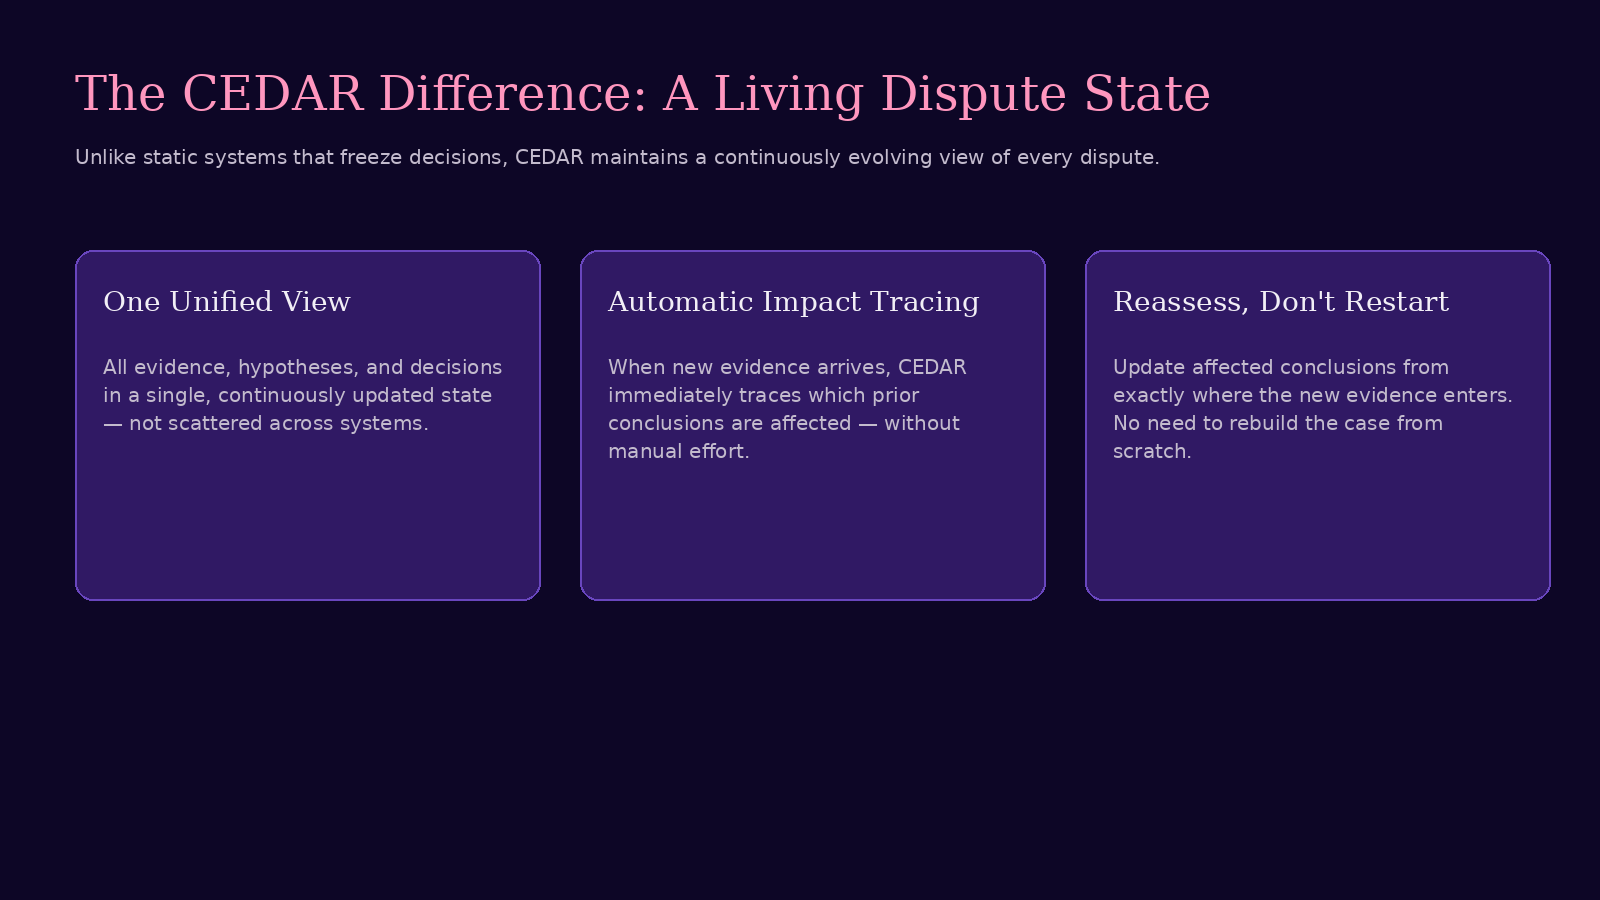 The CEDAR Difference: A Living Dispute State
Unlike static systems that freeze decisions, CEDAR maintains a continuously evolving view of every dispute.
One Unified View
All evidence, hypotheses, and decisions
in a single, continuously updated state
— not scattered across systems.
Automatic Impact Tracing
When new evidence arrives, CEDAR
immediately traces which prior
conclusions are affected — without
manual effort.
Reassess, Don't Restart
Update affected conclusions from
exactly where the new evidence enters.
No need to rebuild the case from
scratch.